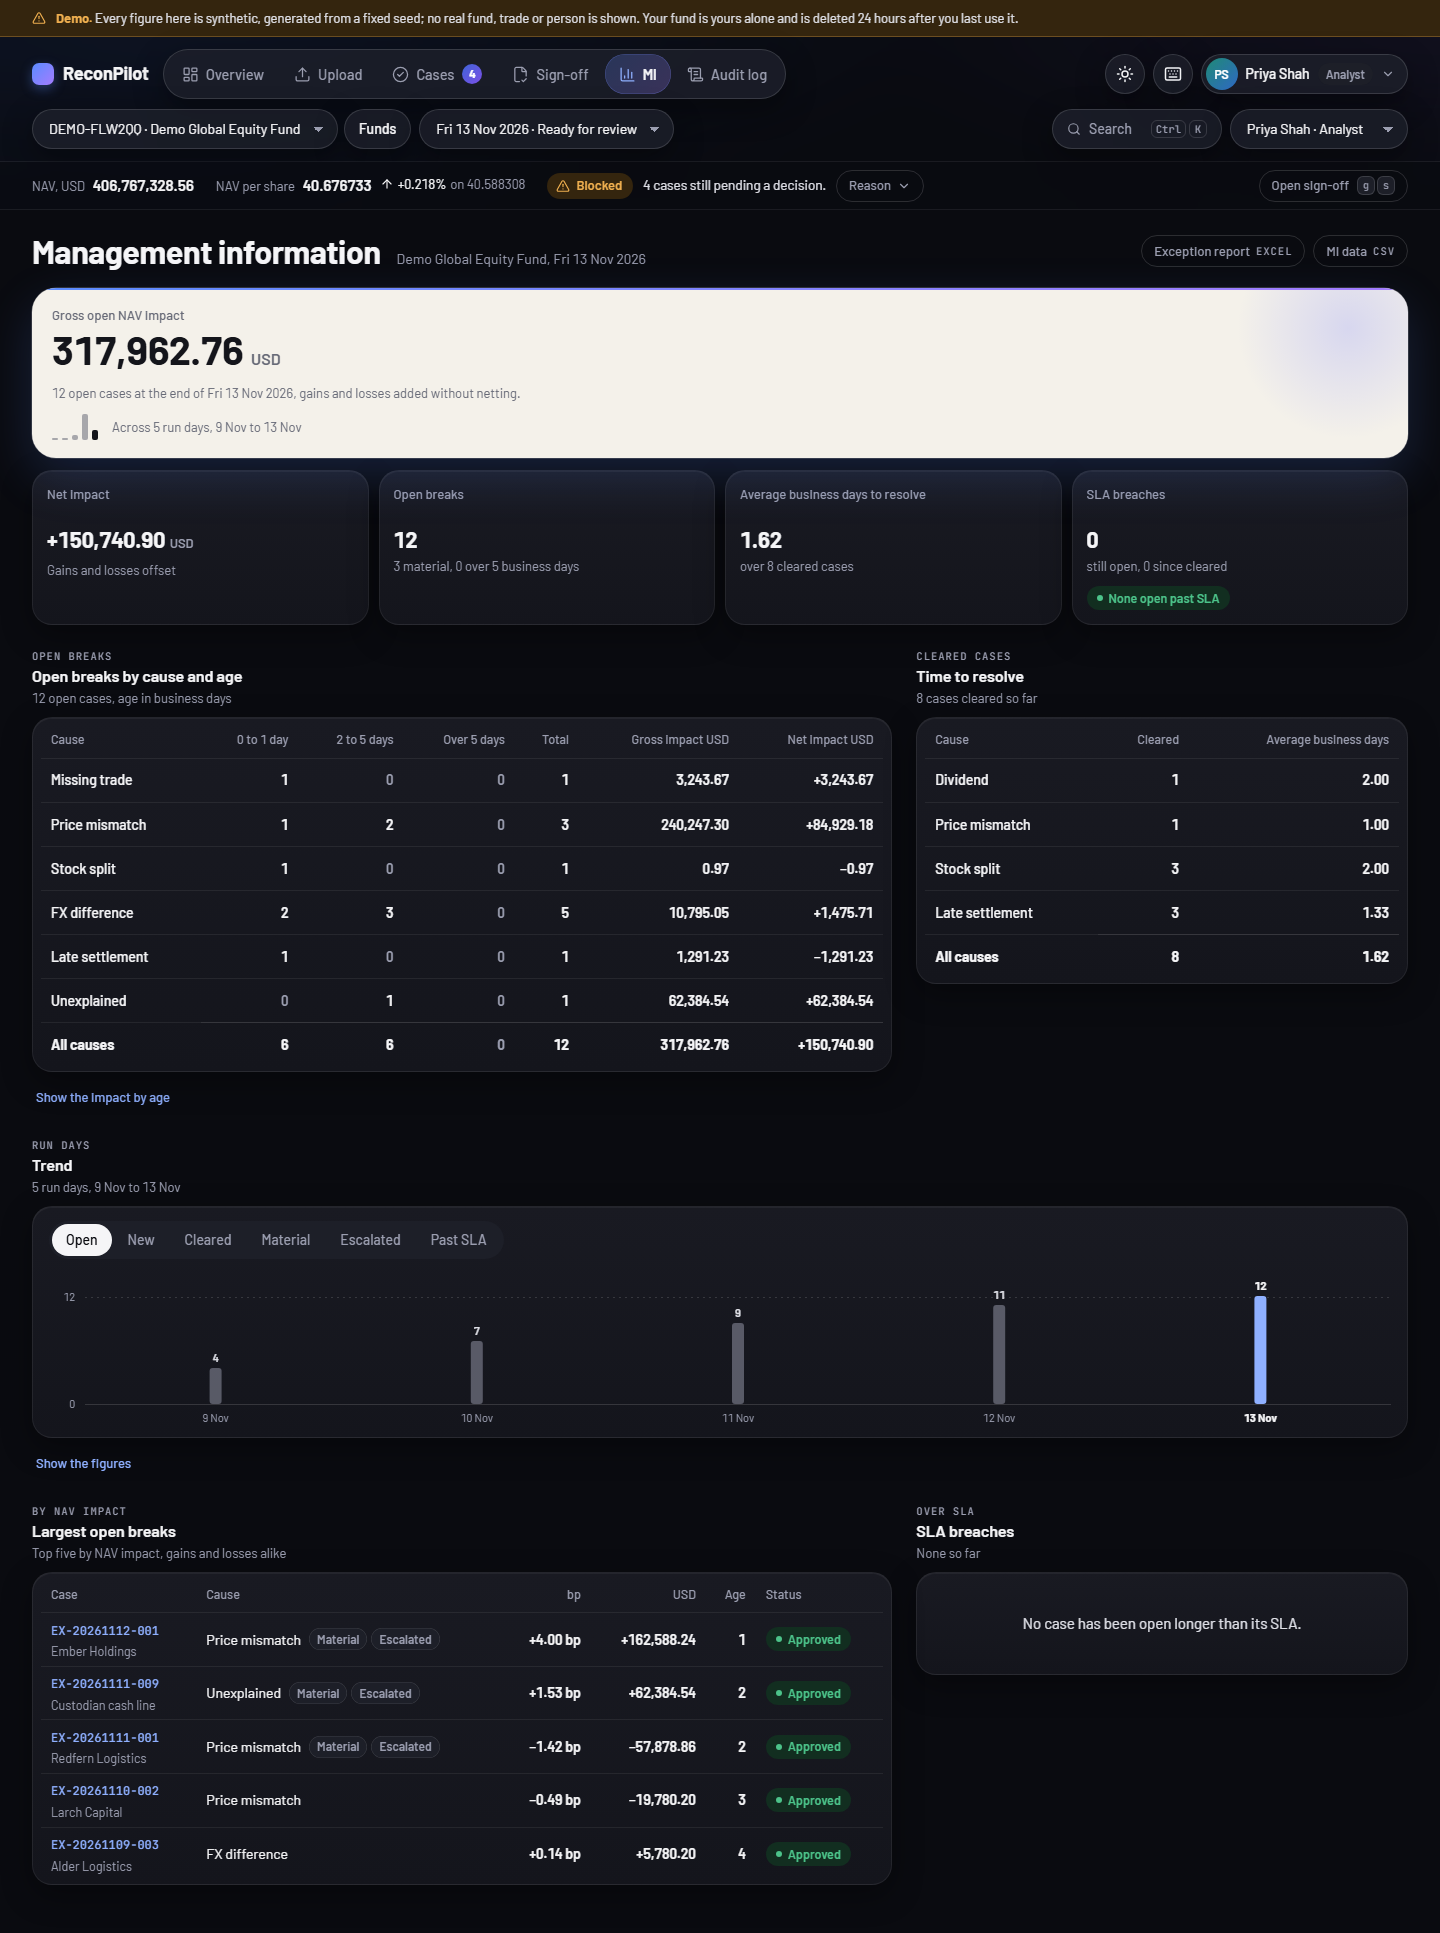 Demo. Every figure here is synthetic, generated from a fixed seed; no real fund, trade or person is shown. Your fund is yours alone and is deleted 24 hours after you last use it.
ReconPilot Overview Upload Cases 4 Sign-off MI Audit log PS Priya Shah Analyst
DEMO-FLW2QQ · Demo Global Equity Fund Funds Fri 13 Nov 2026 · Ready for review Search Ctrl K Priya Shah · Analyst
NAV, USD 406,767,328.56 NAV per share 40.676733 ↑ +0.218% on 40.588308 Blocked 4 cases still pending a decision. Reason Open sign-off g s
Management information Demo Global Equity Fund, Fri 13 Nov 2026 Exception report EXCEL MI data CSV
Gross open NAV impact
317,962.76 USD
12 open cases at the end of Fri 13 Nov 2026, gains and losses added without netting.
Across 5 run days, 9 Nov to 13 Nov
Net impact Open breaks Average business days to resolve SLA breaches
+150,740.90 USD 12 1.62 0
Gains and losses offset 3 material, 0 over 5 business days over 8 cleared cases still open, 0 since cleared
None open past SLA
OPEN BREAKS
Open breaks by cause and age
12 open cases, age in business days
Cause 0 to 1 day 2 to 5 days Over 5 days Total Gross impact USD Net impact USD
Missing trade 1 0 0 1 3,243.67 +3,243.67
Price mismatch 1 2 0 3 240,247.30 +84,929.18
Stock split 1 0 0 1 0.97 −0.97
FX difference 2 3 0 5 10,795.05 +1,475.71
Late settlement 1 0 0 1 1,291.23 −1,291.23
Unexplained 0 1 0 1 62,384.54 +62,384.54
All causes 6 6 0 12 317,962.76 +150,740.90
Show the impact by age
CLEARED CASES
Time to resolve
8 cases cleared so far
Cause Cleared Average business days
Dividend 1 2.00
Price mismatch 1 1.00
Stock split 3 2.00
Late settlement 3 1.33
All causes 8 1.62
RUN DAYS
Trend
5 run days, 9 Nov to 13 Nov
Open New Cleared Material Escalated Past SLA
12
0
4 7 9 11 12
9 Nov 10 Nov 11 Nov 12 Nov 13 Nov
Show the figures
BY NAV IMPACT
Largest open breaks
Top five by NAV impact, gains and losses alike
Case Cause bp USD Age Status
EX-20261112-001
Ember Holdings
Price mismatch Material Escalated +4.00 bp +162,588.24 1 Approved
EX-20261111-009
Custodian cash line
Unexplained Material Escalated +1.53 bp +62,384.54 2 Approved
EX-20261111-001
Redfern Logistics
Price mismatch Material Escalated −1.42 bp −57,878.86 2 Approved
EX-20261110-002
Larch Capital
Price mismatch −0.49 bp −19,780.20 3 Approved
EX-20261109-003
Alder Logistics
FX difference +0.14 bp +5,780.20 4 Approved
OVER SLA
SLA breaches
None so far
No case has been open longer than its SLA.